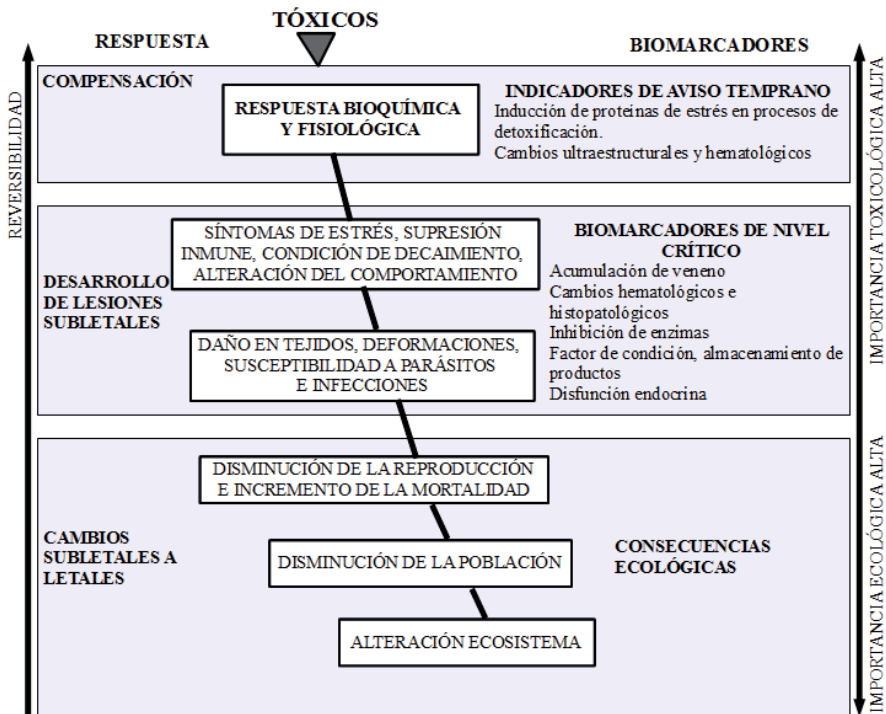 TÓXICOS
RESPUESTA
BIOMARCADORES
REVERSIBILIDAD
COMPENSACIÓN
RESPUESTA BIOQUÍMICA
Y FISIOLÓGICA
INDICADORES DE AVISO TEMPRANO
Inducción de proteínas de estrés en procesos de
detoxificación.
Cambios ultraestructurales y hematológicos
IMPORTANCIA TOXICOLÓGICA ALTA
DESARROLLO
DE LESIONES
SUBLETALES
SÍNTOMAS DE ESTRÉS, SUPRESIÓN
INMUNE, CONDICIÓN DE DECAIMIENTO,
ALTERACIÓN DEL COMPORTAMIENTO
DAÑO EN TEJIDOS, DEFORMACIONES,
SUSCEPTIBILIDAD A PARÁSITOS
E INFECCIONES
BIOMARCADORES DE NIVEL
CRÍTICO
Acumulación de veneno
Cambios hematológicos e
histopatológicos
Inhibición de enzimas
Factor de condición, almacenamiento de
productos
Disfunción endocrina
CAMBIOS
SUBLETALES A
LETALES
DISMINUCIÓN DE LA REPRODUCCIÓN
E INCREMENTO DE LA MORTALIDAD
DISMINUCIÓN DE LA POBLACIÓN
ALTERACIÓN ECOSISTEMA
CONSECUENCIAS
ECOLÓGICAS
IMPORTANCIA ECOLÓGICA ALTA